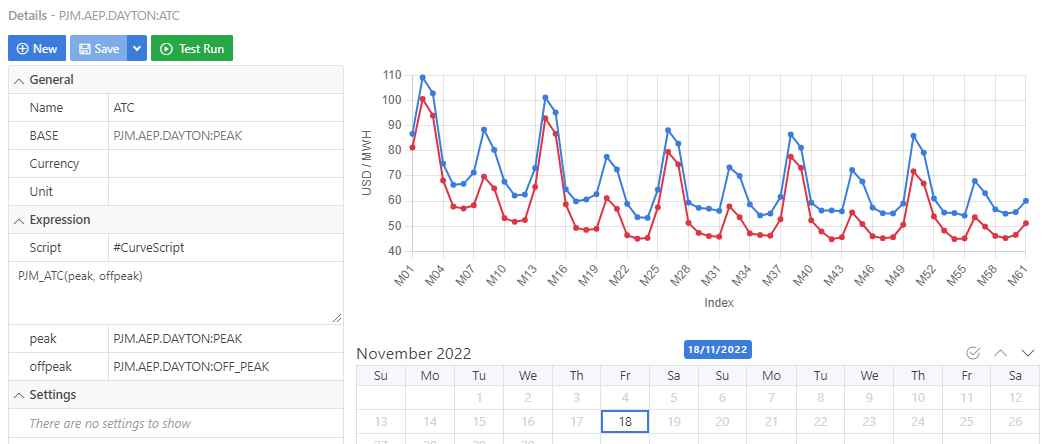 Details - PJM.AEP.DAYTON:ATC
New Save Test Run
General
Name ATC
BASE PJM.AEP.DAYTON:PEAK
Currency
Unit
Expression
Script #CurveScript
PJM_ATC(peak, offpeak)
peak PJM.AEP.DAYTON:PEAK
offpeak PJM.AEP.DAYTON:OFF_PEAK
Settings
There are no settings to show
USD / MWH
110
100
90
80
70
60
50
40
M01 M04 M07 M10 M13 M16 M19 M22 M25 M28 M31 M34 M37 M40 M43 M46 M49 M52 M55 M58 M61
Index
November 2022 18/11/2022
Su Mo Tu We Th Fr Sa Su Mo Tu We Th Fr Sa
1 2 3 4 5 6 7 8 9 10 11 12
13 14 15 16 17 18 19 20 21 22 23 24 25 26
27 28 29 30